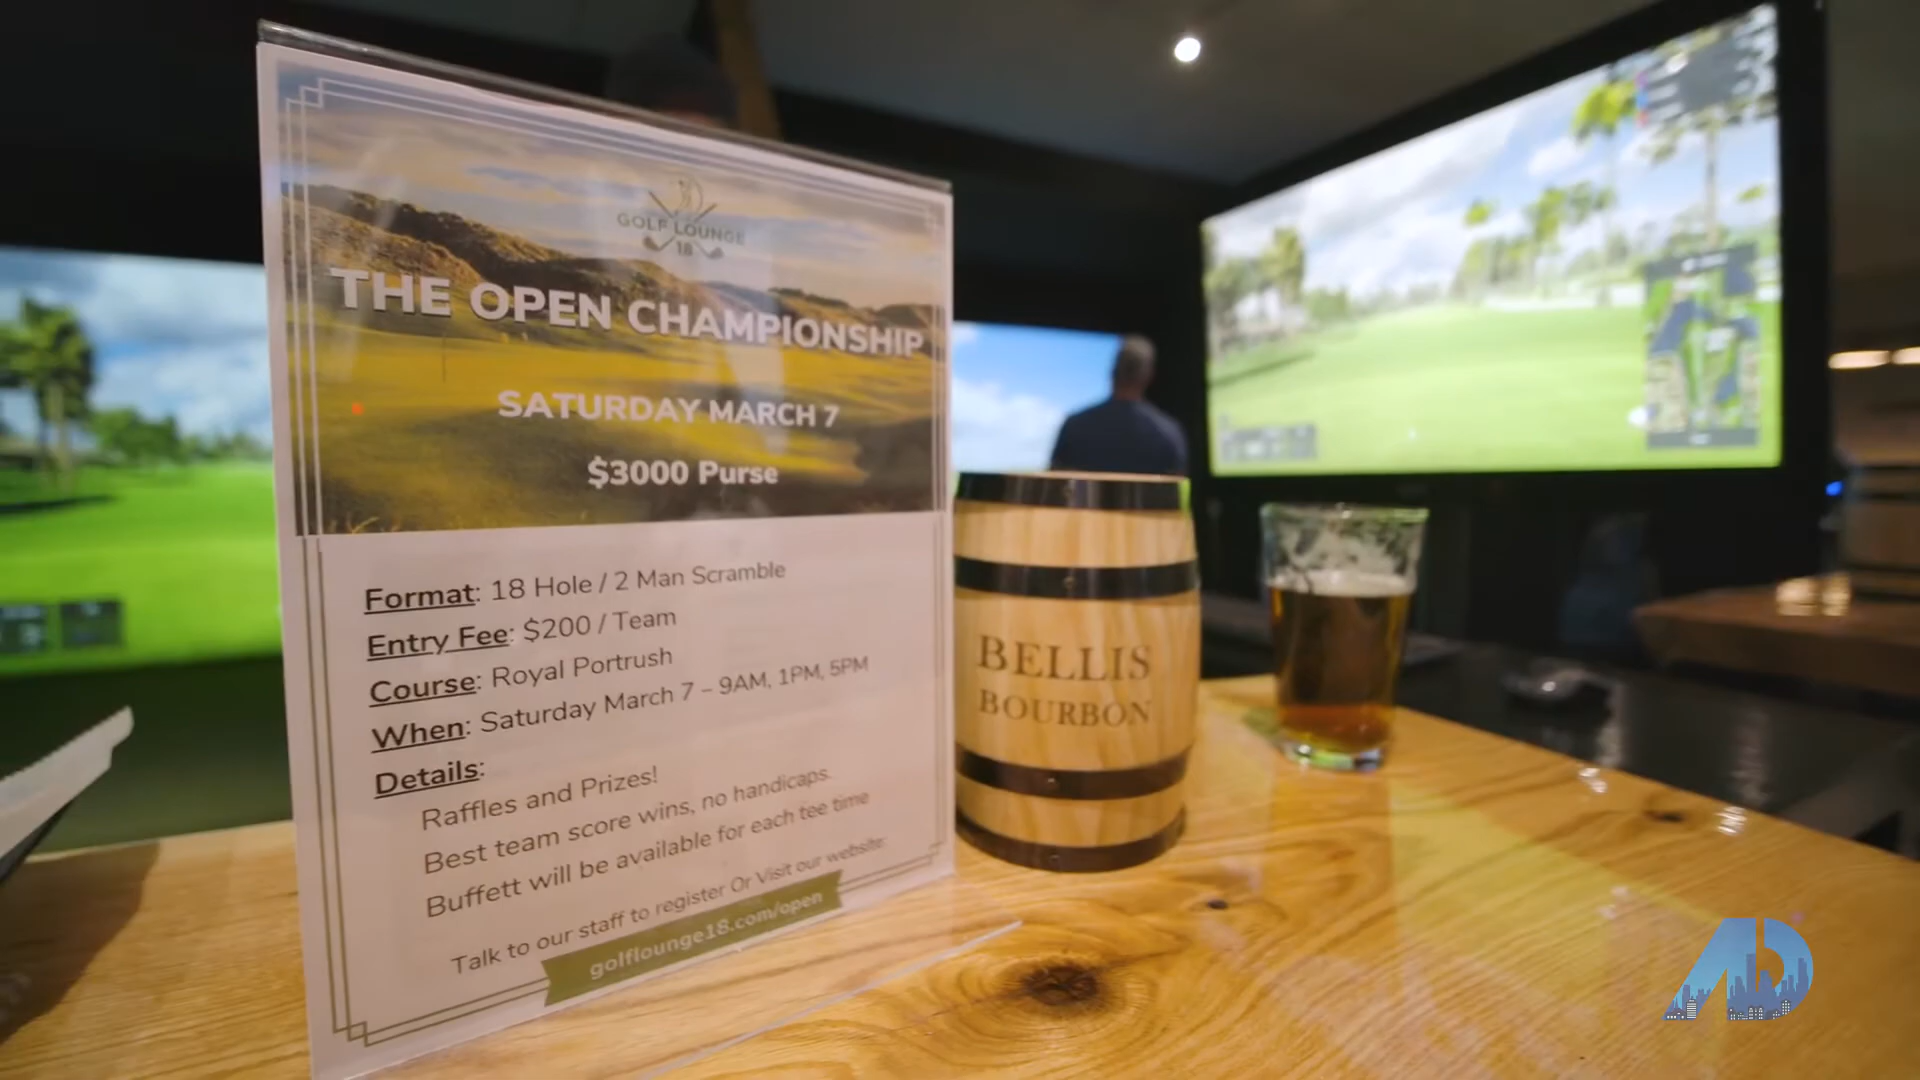 GOLF LOUNGE
18
THE OPEN CHAMPIONSHIP
SATURDAY MARCH 7
$3000 Purse
Format: 18 Hole / 2 Man Scramble
Entry Fee: $200 / Team
Course: Royal Portrush
When: Saturday March 7 – 9AM, 1PM, 5PM
Details:
Raffles and Prizes!
Best team score wins, no handicaps.
Buffett will be available for each tee time
Talk to our staff to register Or Visit our website:
golflounge18.com/open
BELLIS
BOURBON
AD